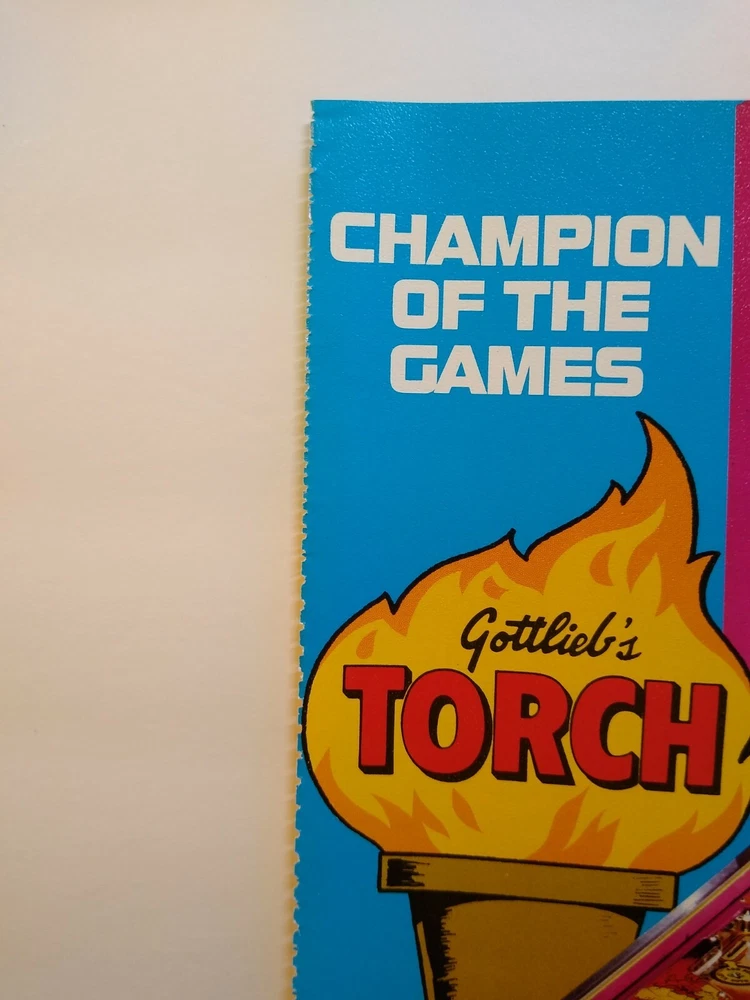 CHAMPION
OF THE
GAMES
Gottlieb's
TORCH